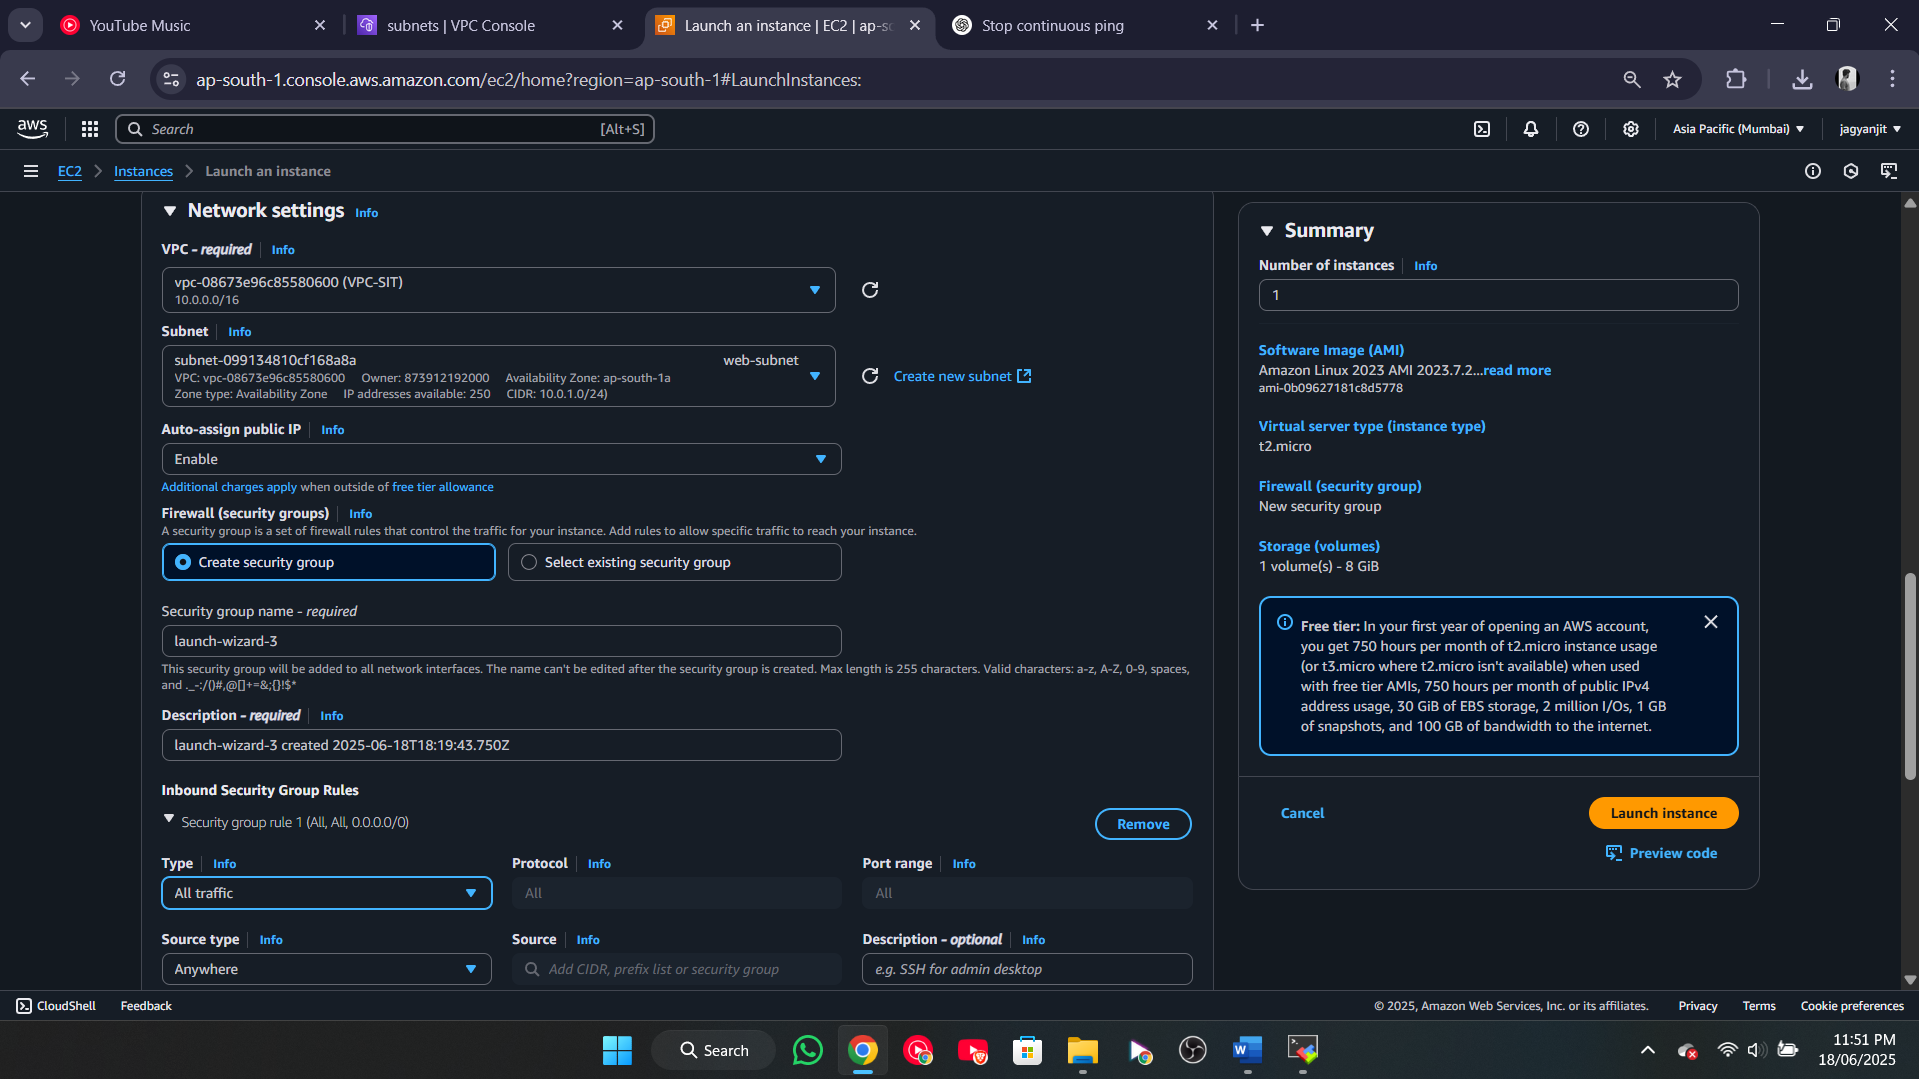 YouTube Music
subnets | VPC Console
Launch an instance | EC2 | ap-so
Stop continuous ping
ap-south-1.console.aws.amazon.com/ec2/home?region=ap-south-1#LaunchInstances:
aws
Search
[Alt+S]
Asia Pacific (Mumbai)
jagyanjit
EC2
Instances
Launch an instance
Network settings Info
VPC - required Info
vpc-08673e96c85580600 (VPC-SIT)
10.0.0.0/16
Subnet Info
subnet-099134810cf168a8a web-subnet
VPC: vpc-08673e96c85580600 Owner: 873912192000 Availability Zone: ap-south-1a
Zone type: Availability Zone IP addresses available: 250 CIDR: 10.0.1.0/24)
Create new subnet
Auto-assign public IP Info
Enable
Additional charges apply when outside of free tier allowance
Firewall (security groups) Info
A security group is a set of firewall rules that control the traffic for your instance. Add rules to allow specific traffic to reach your instance.
Create security group
Select existing security group
Security group name - required
launch-wizard-3
This security group will be added to all network interfaces. The name can't be edited after the security group is created. Max length is 255 characters. Valid characters: a-z, A-Z, 0-9, spaces,
and ._-:/()#,@[]+=&;{}!$*
Description - required Info
launch-wizard-3 created 2025-06-18T18:19:43.750Z
Inbound Security Group Rules
Security group rule 1 (All, All, 0.0.0.0/0)
Remove
Type Info
Protocol Info
Port range Info
All traffic
All
All
Source type Info
Source Info
Description - optional Info
Anywhere
Add CIDR, prefix list or security group
e.g. SSH for admin desktop
Summary
Number of instances Info
1
Software Image (AMI)
Amazon Linux 2023 AMI 2023.7.2...read more
ami-0b09627181c8d5778
Virtual server type (instance type)
t2.micro
Firewall (security group)
New security group
Storage (volumes)
1 volume(s) - 8 GiB
Free tier: In your first year of opening an AWS account,
you get 750 hours per month of t2.micro instance usage
(or t3.micro where t2.micro isn't available) when used
with free tier AMIs, 750 hours per month of public IPv4
address usage, 30 GiB of EBS storage, 2 million I/Os, 1 GB
of snapshots, and 100 GB of bandwidth to the internet.
Cancel
Launch instance
Preview code
CloudShell
Feedback
© 2025, Amazon Web Services, Inc. or its affiliates.
Privacy
Terms
Cookie preferences
Search
11:51 PM
18/06/2025